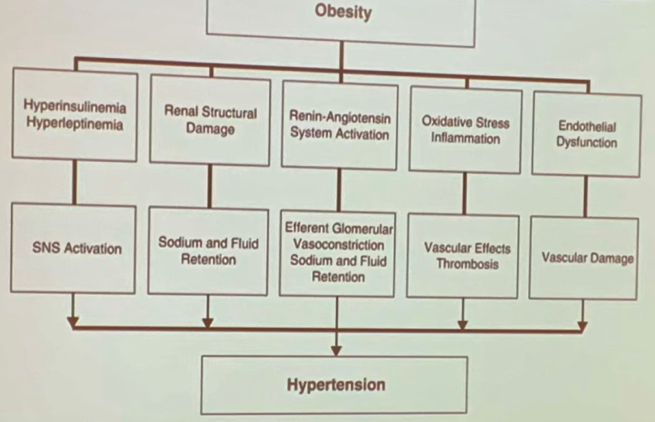 Obesity
Hyperinsulinemia
Hyperleptinemia
Renal Structural
Damage
Renin-Angiotensin
System Activation
Oxidative Stress
Inflammation
Endothelial
Dysfunction
SNS Activation
Sodium and Fluid
Retention
Efferent Glomerular
Vasoconstriction
Sodium and Fluid
Retention
Vascular Effects
Thrombosis
Vascular Damage
Hypertension